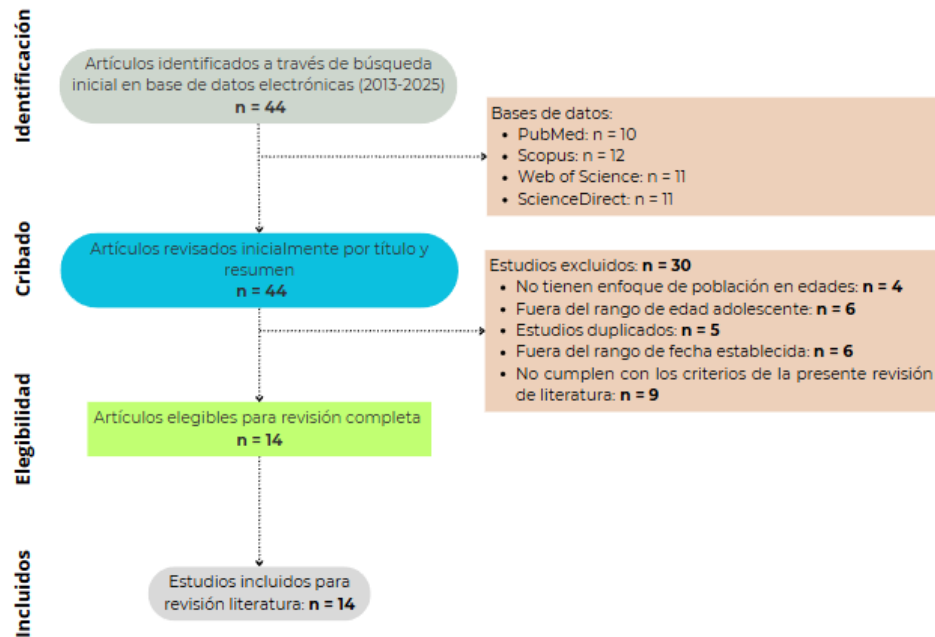 Identificación
Artículos identificados a través de búsqueda
inicial en base de datos electrónicas (2013-2025)
n = 44
Bases de datos:
• PubMed: n = 10
• Scopus: n = 12
• Web of Science: n = 11
• ScienceDirect: n = 11
Cribado
Artículos revisados inicialmente por título y
resumen
n = 44
Estudios excluidos: n = 30
• No tienen enfoque de población en edades: n = 4
• Fuera del rango de edad adolescente: n = 6
• Estudios duplicados: n = 5
• Fuera del rango de fecha establecida: n = 6
• No cumplen con los criterios de la presente revisión
de literatura: n = 9
Elegibilidad
Artículos elegibles para revisión completa
n = 14
Incluidos
Estudios incluidos para
revisión literatura: n = 14